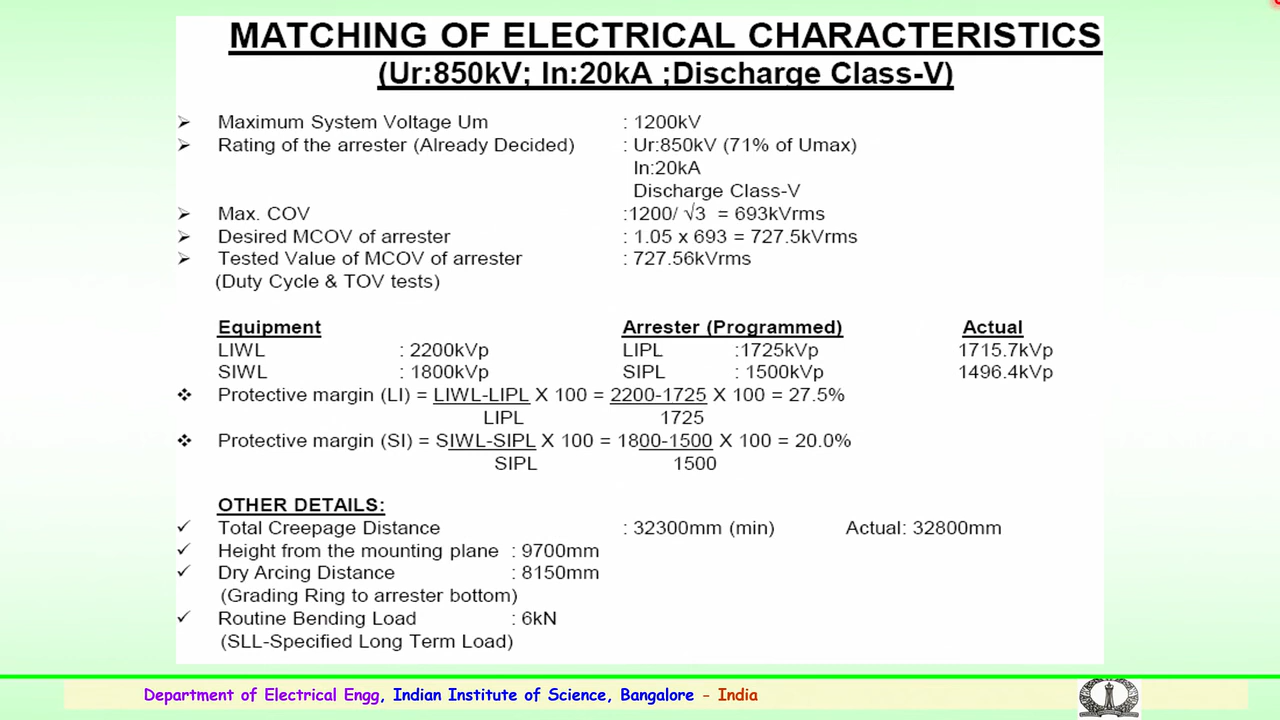 MATCHING OF ELECTRICAL CHARACTERISTICS
(Ur:850kV; In:20kA ;Discharge Class-V)
➢ Maximum System Voltage Um : 1200kV
➢ Rating of the arrester (Already Decided) : Ur:850kV (71% of Umax)
In:20kA
Discharge Class-V
➢ Max. COV :1200/ √3 = 693kVrms
➢ Desired MCOV of arrester : 1.05 x 693 = 727.5kVrms
➢ Tested Value of MCOV of arrester : 727.56kVrms
(Duty Cycle & TOV tests)
Equipment Arrester (Programmed) Actual
LIWL : 2200kVp LIPL :1725kVp 1715.7kVp
SIWL : 1800kVp SIPL : 1500kVp 1496.4kVp
❖ Protective margin (LI) = LIWL-LIPL X 100 = 2200-1725 X 100 = 27.5%
LIPL 1725
❖ Protective margin (SI) = SIWL-SIPL X 100 = 1800-1500 X 100 = 20.0%
SIPL 1500
OTHER DETAILS:
✓ Total Creepage Distance : 32300mm (min) Actual: 32800mm
✓ Height from the mounting plane : 9700mm
✓ Dry Arcing Distance : 8150mm
(Grading Ring to arrester bottom)
✓ Routine Bending Load : 6kN
(SLL-Specified Long Term Load)
Department of Electrical Engg, Indian Institute of Science, Bangalore - India